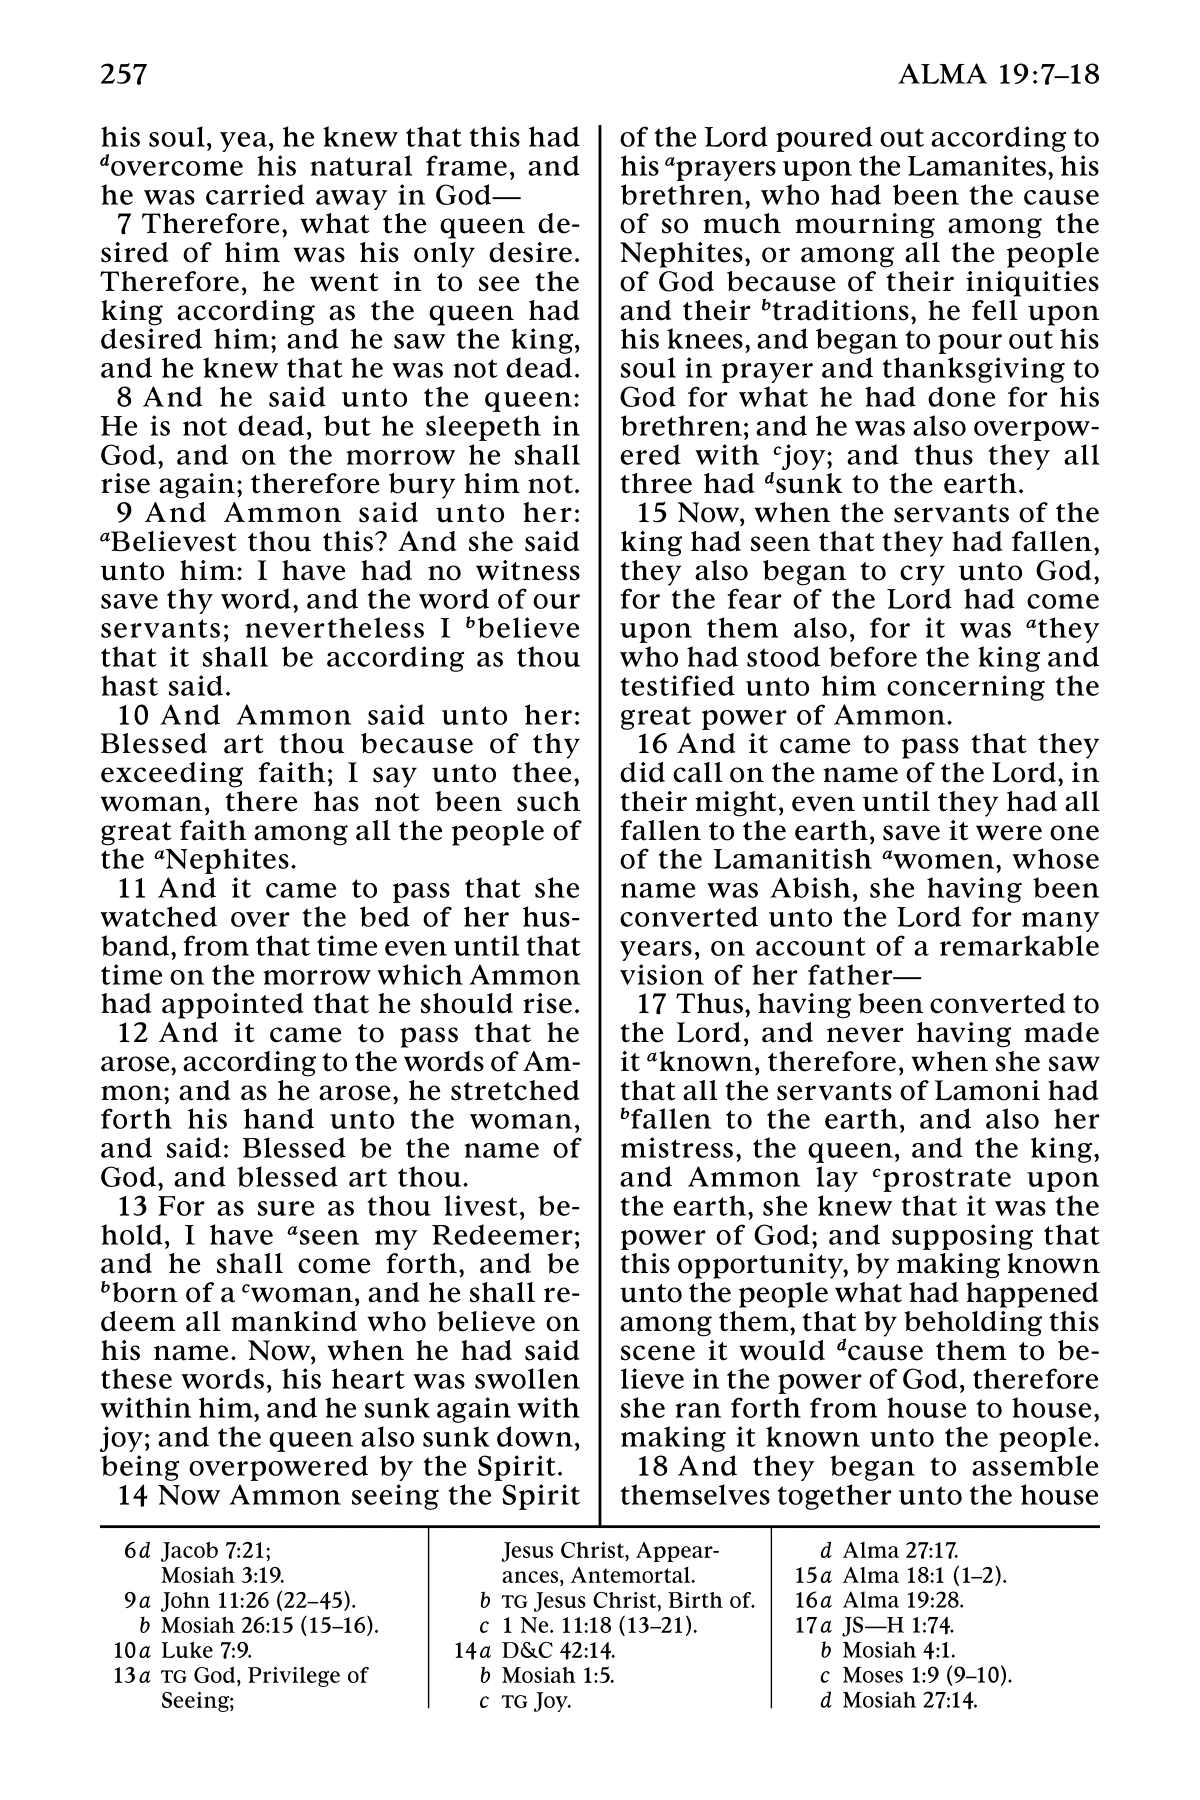 257
ALMA 19:7–18
his soul, yea, he knew that this had
dovercome his natural frame, and
he was carried away in God—
7 Therefore, what the queen de-
sired of him was his only desire.
Therefore, he went in to see the
king according as the queen had
desired him; and he saw the king,
and he knew that he was not dead.
8 And he said unto the queen:
He is not dead, but he sleepeth in
God, and on the morrow he shall
rise again; therefore bury him not.
9 And Ammon said unto her:
aBelievest thou this? And she said
unto him: I have had no witness
save thy word, and the word of our
servants; nevertheless I bbelieve
that it shall be according as thou
hast said.
10 And Ammon said unto her:
Blessed art thou because of thy
exceeding faith; I say unto thee,
woman, there has not been such
great faith among all the people of
the aNephites.
11 And it came to pass that she
watched over the bed of her hus-
band, from that time even until that
time on the morrow which Ammon
had appointed that he should rise.
12 And it came to pass that he
arose, according to the words of Am-
mon; and as he arose, he stretched
forth his hand unto the woman,
and said: Blessed be the name of
God, and blessed art thou.
13 For as sure as thou livest, be-
hold, I have aseen my Redeemer;
and he shall come forth, and be
bborn of a cwoman, and he shall re-
deem all mankind who believe on
his name. Now, when he had said
these words, his heart was swollen
within him, and he sunk again with
joy; and the queen also sunk down,
being overpowered by the Spirit.
14 Now Ammon seeing the Spirit
of the Lord poured out according to
his aprayers upon the Lamanites, his
brethren, who had been the cause
of so much mourning among the
Nephites, or among all the people
of God because of their iniquities
and their btraditions, he fell upon
his knees, and began to pour out his
soul in prayer and thanksgiving to
God for what he had done for his
brethren; and he was also overpow-
ered with cjoy; and thus they all
three had dsunk to the earth.
15 Now, when the servants of the
king had seen that they had fallen,
they also began to cry unto God,
for the fear of the Lord had come
upon them also, for it was athey
who had stood before the king and
testified unto him concerning the
great power of Ammon.
16 And it came to pass that they
did call on the name of the Lord, in
their might, even until they had all
fallen to the earth, save it were one
of the Lamanitish awomen, whose
name was Abish, she having been
converted unto the Lord for many
years, on account of a remarkable
vision of her father—
17 Thus, having been converted to
the Lord, and never having made
it aknown, therefore, when she saw
that all the servants of Lamoni had
bfallen to the earth, and also her
mistress, the queen, and the king,
and Ammon lay cprostrate upon
the earth, she knew that it was the
power of God; and supposing that
this opportunity, by making known
unto the people what had happened
among them, that by beholding this
scene it would dcause them to be-
lieve in the power of God, therefore
she ran forth from house to house,
making it known unto the people.
18 And they began to assemble
themselves together unto the house
6d Jacob 7:21;
Mosiah 3:19.
9a John 11:26 (22–45).
b Mosiah 26:15 (15–16).
10a Luke 7:9.
13a TG God, Privilege of
Seeing;
Jesus Christ, Appear-
ances, Antemortal.
b TG Jesus Christ, Birth of.
c 1 Ne. 11:18 (13–21).
14a D&C 42:14.
b Mosiah 1:5.
c TG Joy.
d Alma 27:17.
15a Alma 18:1 (1–2).
16a Alma 19:28.
17a JS—H 1:74.
b Mosiah 4:1.
c Moses 1:9 (9–10).
d Mosiah 27:14.